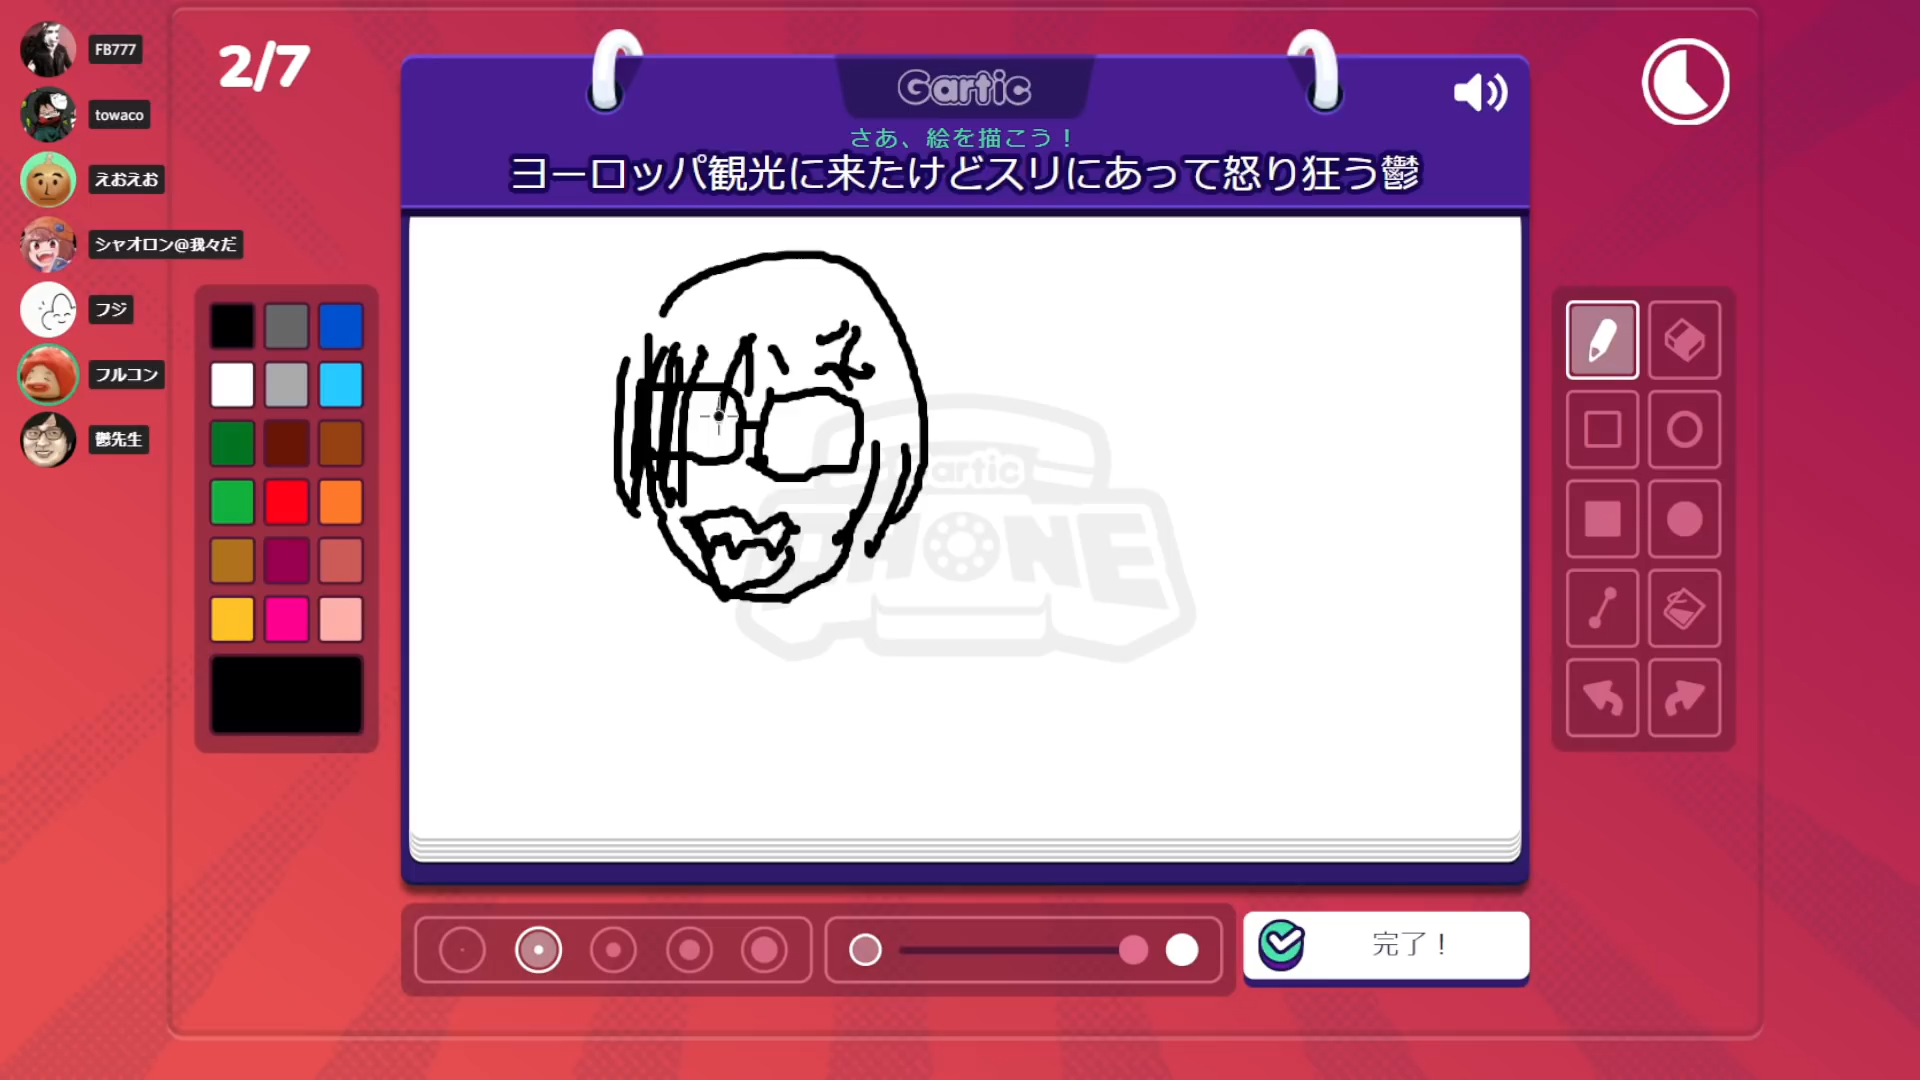 FB777
towaco
えおえお
シャオロン@我々だ
フジ
フルコン
鬱先生
2/7
Gartic
さあ、絵を描こう！
ヨーロッパ観光に来たけどスリにあって怒り狂う鬱
Gartic
PHONE
完了！